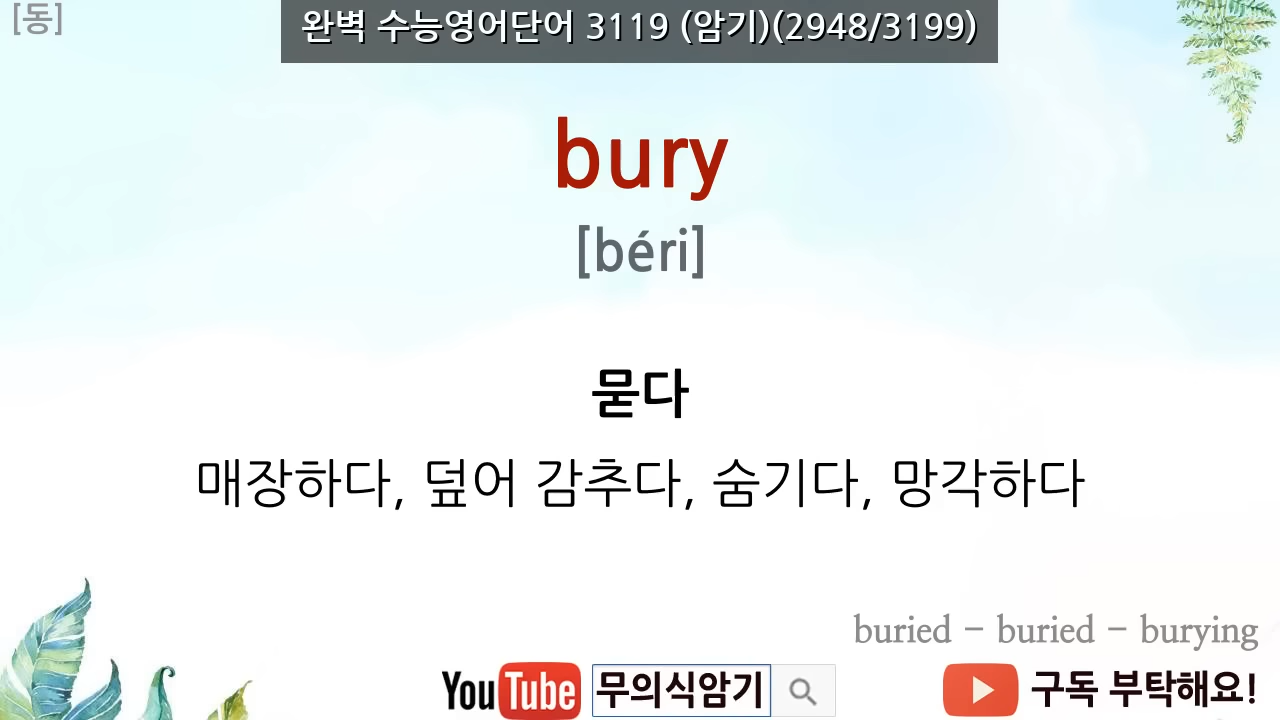 [동]
완벽 수능영어단어 3119 (암기)(2948/3199)
bury
[béri]
묻다
매장하다, 덮어 감추다, 숨기다, 망각하다
buried - buried - burying
YouTube 무의식암기
구독 부탁해요!